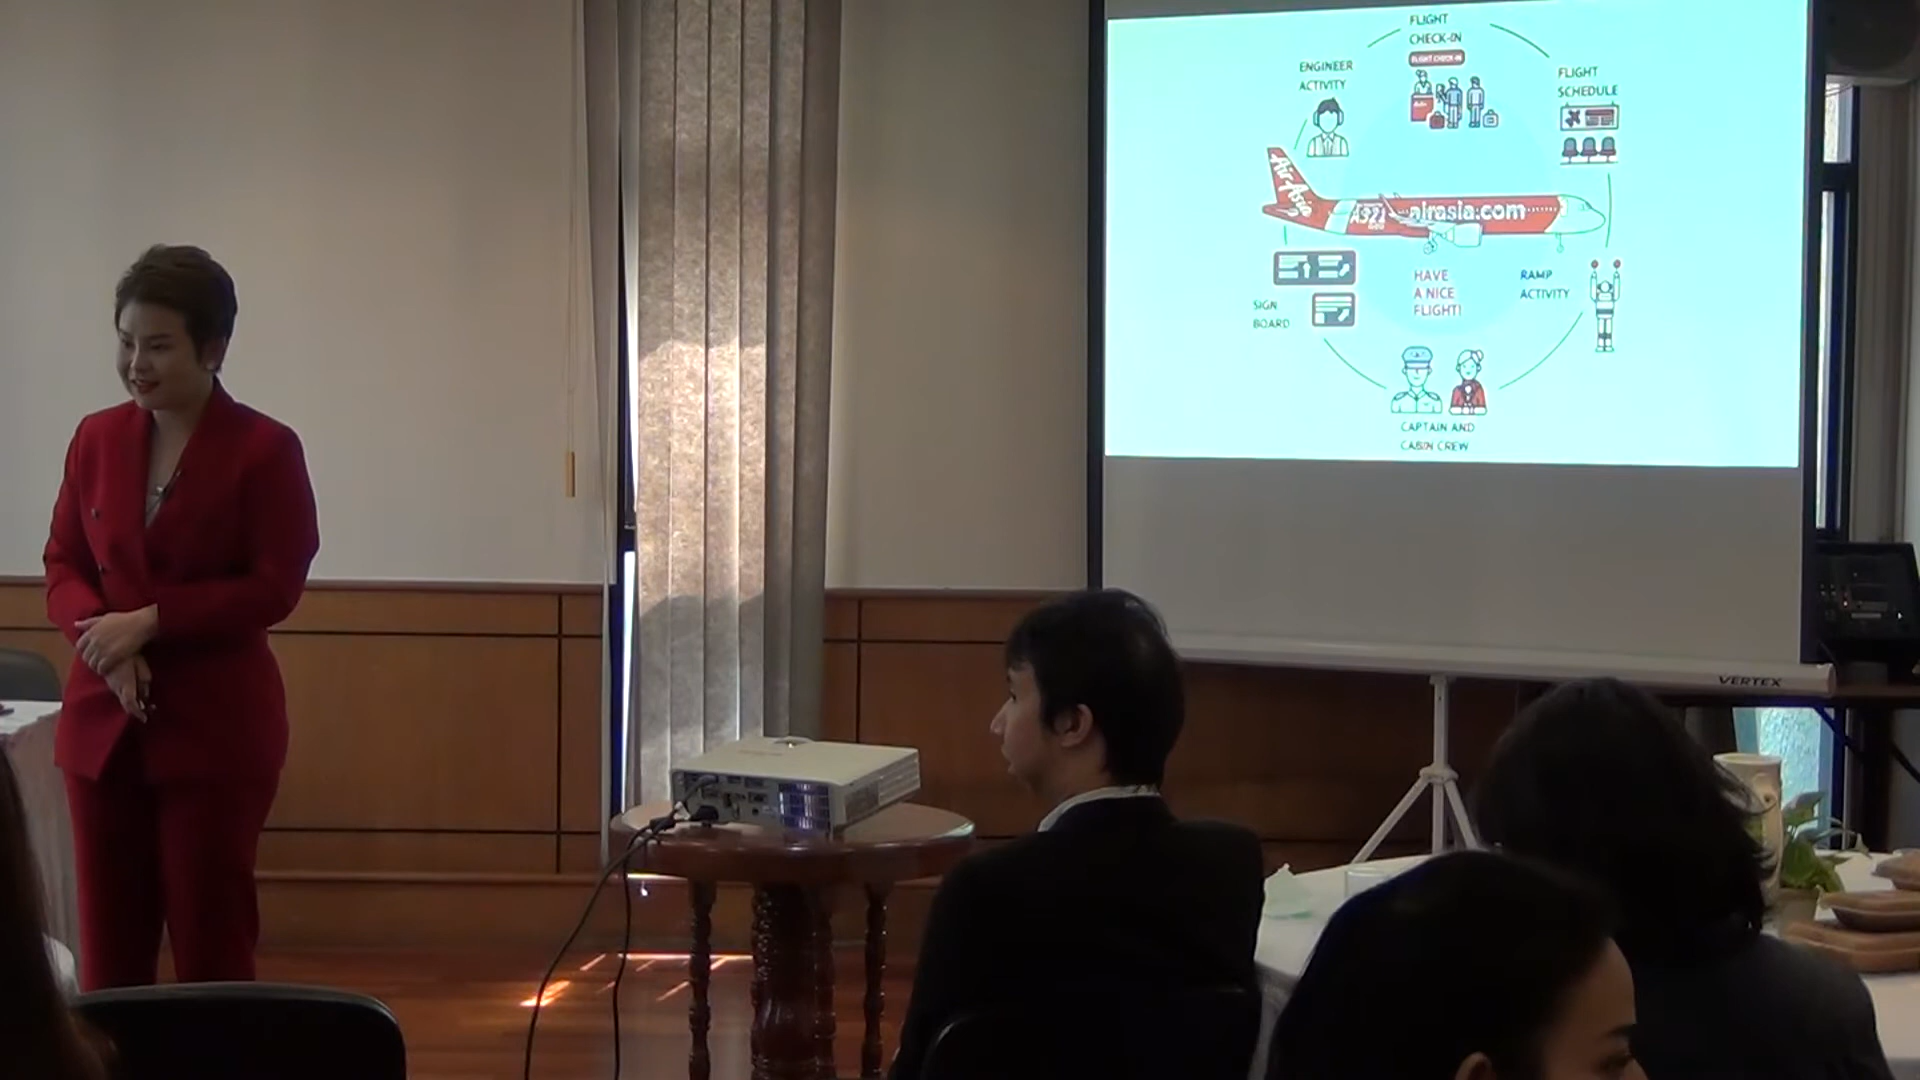 FLIGHT
CHECK-IN
FLIGHT CHECK-IN
ENGINEER
ACTIVITY
FLIGHT
SCHEDULE
AirAsia
A321
neo
airasia.com
SIGN
BOARD
HAVE
A NICE
FLIGHT!
RAMP
ACTIVITY
CAPTAIN AND
CABIN CREW
VERTEX